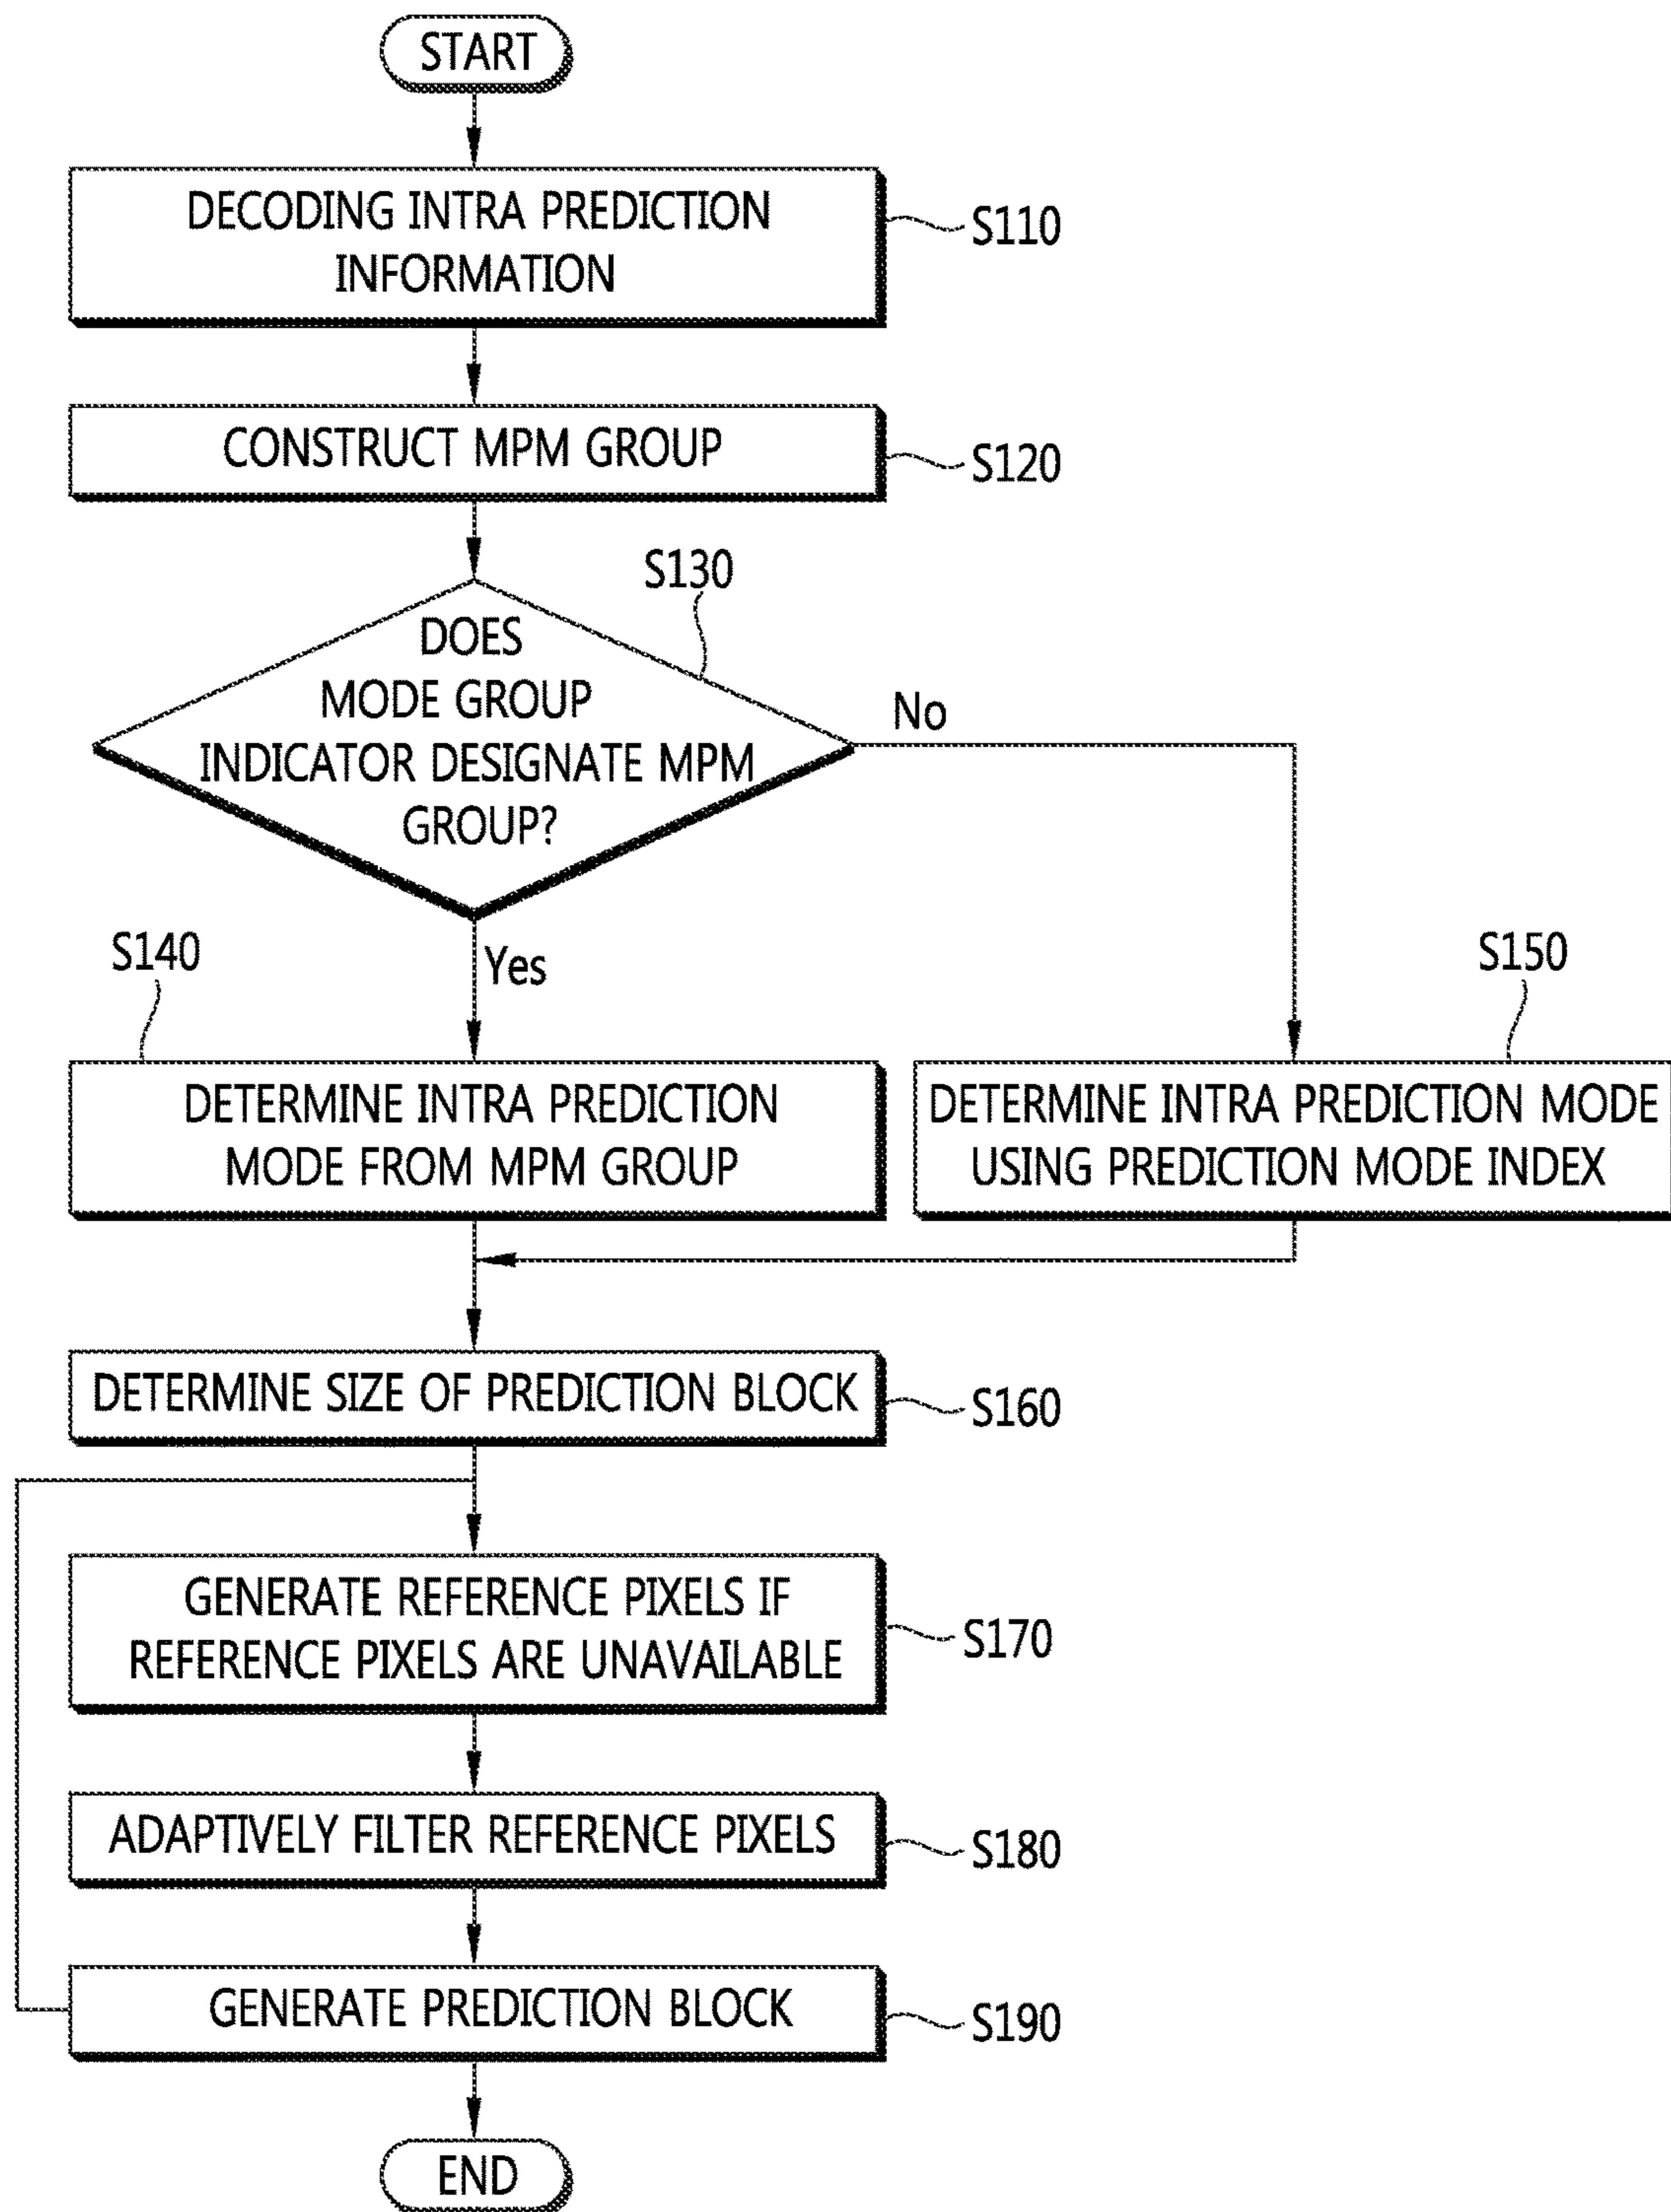 START
DECODING INTRA PREDICTION
INFORMATION
S110
CONSTRUCT MPM GROUP
S120
S130
DOES
MODE GROUP
INDICATOR DESIGNATE MPM
GROUP?
No
Yes
S140
S150
DETERMINE INTRA PREDICTION
MODE FROM MPM GROUP
DETERMINE INTRA PREDICTION MODE
USING PREDICTION MODE INDEX
DETERMINE SIZE OF PREDICTION BLOCK
S160
GENERATE REFERENCE PIXELS IF
REFERENCE PIXELS ARE UNAVAILABLE
S170
ADAPTIVELY FILTER REFERENCE PIXELS
S180
GENERATE PREDICTION BLOCK
S190
END